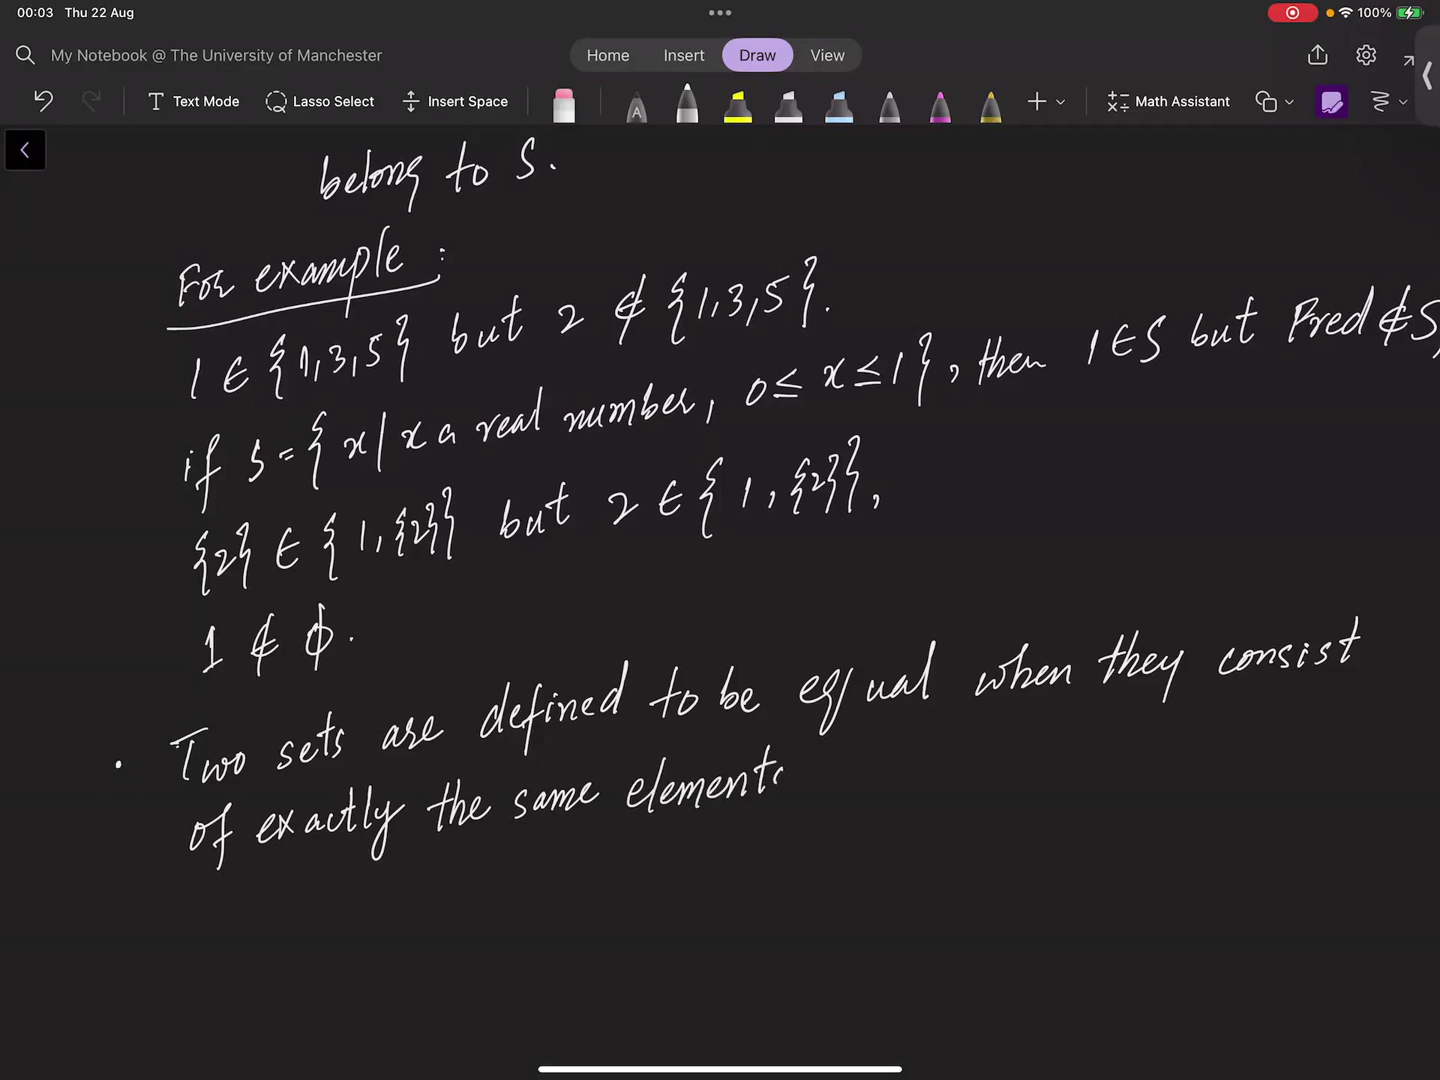 00:03 Thu 22 Aug
100%
My Notebook @ The University of Manchester
Home Insert Draw View
Text Mode Lasso Select Insert Space Math Assistant
belong to S.
For example :
1 ∈ {1,3,5} but 2 ∉ {1,3,5}.
if S = {x | x a real number, 0 ≤ x ≤ 1}, then 1 ∈ S but Fred ∉ S,
{2} ∈ {1,{2}} but 2 ∈ {1,{2}},
1 ∉ φ.
• Two sets are defined to be equal when they consist
of exactly the same elements